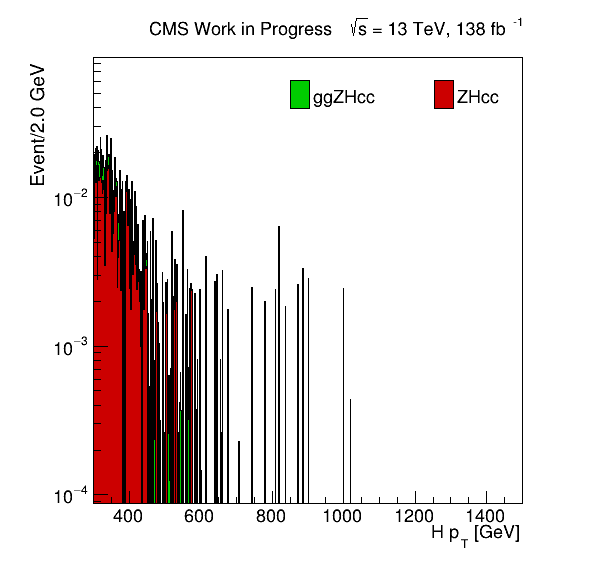 CMS Work in Progress √s = 13 TeV, 138 fb⁻¹
Event/2.0 GeV
ggZHcc ZHcc
10⁻²
10⁻³
10⁻⁴
400 600 800 1000 1200 1400
H p_T [GeV]